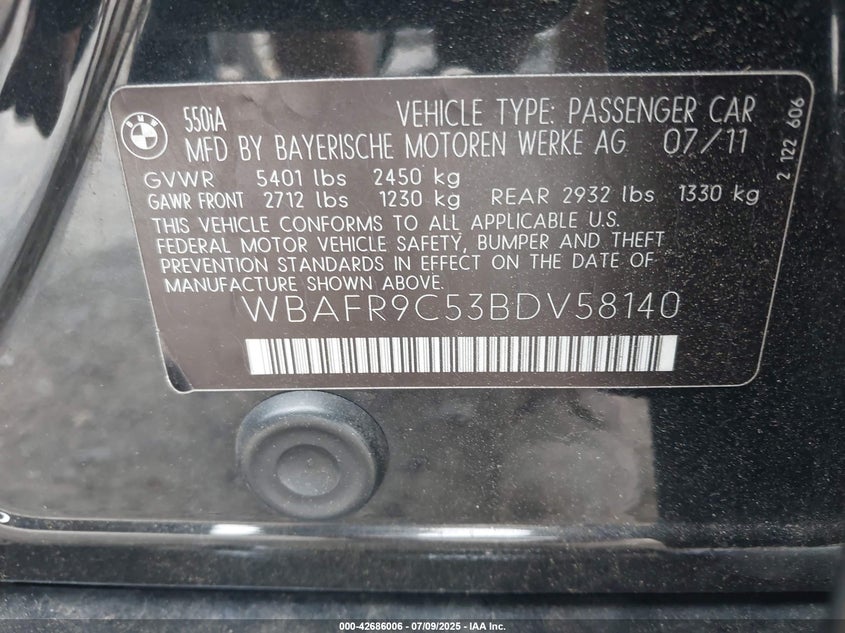 BMW
550iA VEHICLE TYPE: PASSENGER CAR
MFD BY BAYERISCHE MOTOREN WERKE AG 07/11
GVWR 5401 lbs 2450 kg
GAWR FRONT 2712 lbs 1230 kg REAR 2932 lbs 1330 kg
THIS VEHICLE CONFORMS TO ALL APPLICABLE U.S.
FEDERAL MOTOR VEHICLE SAFETY, BUMPER AND THEFT
PREVENTION STANDARDS IN EFFECT ON THE DATE OF
MANUFACTURE SHOWN ABOVE.
WBAFR9C53BDV58140
2 122 606
000-42686006 / 07/09/2025 - IAA Inc.